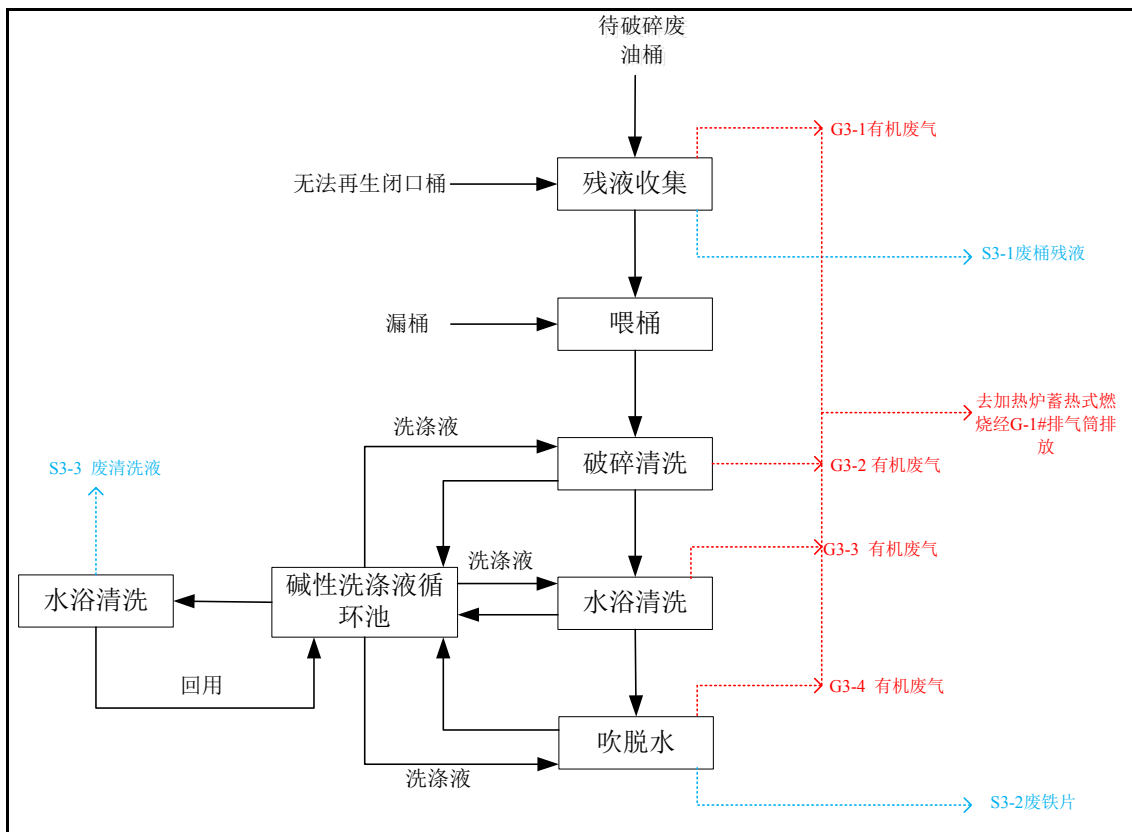 待破碎废
油桶
G3-1有机废气
无法再生闭口桶
残液收集
S3-1废桶残液
漏桶
喂桶
去加热炉蓄热式燃
烧经G-1#排气筒排
放
洗涤液
S3-3 废清洗液
破碎清洗
G3-2 有机废气
G3-3 有机废气
洗涤液
水浴清洗
碱性洗涤液循
环池
水浴清洗
回用
G3-4 有机废气
吹脱水
洗涤液
S3-2废铁片